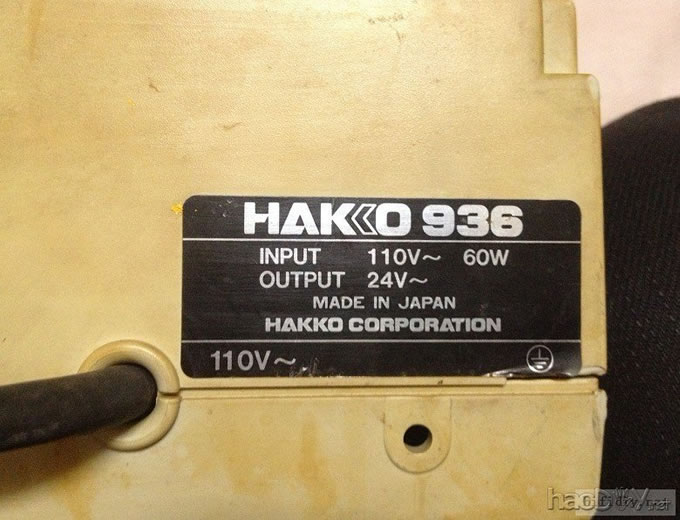 HAKKO 936
INPUT 110V~ 60W
OUTPUT 24V~
MADE IN JAPAN
HAKKO CORPORATION
110V~